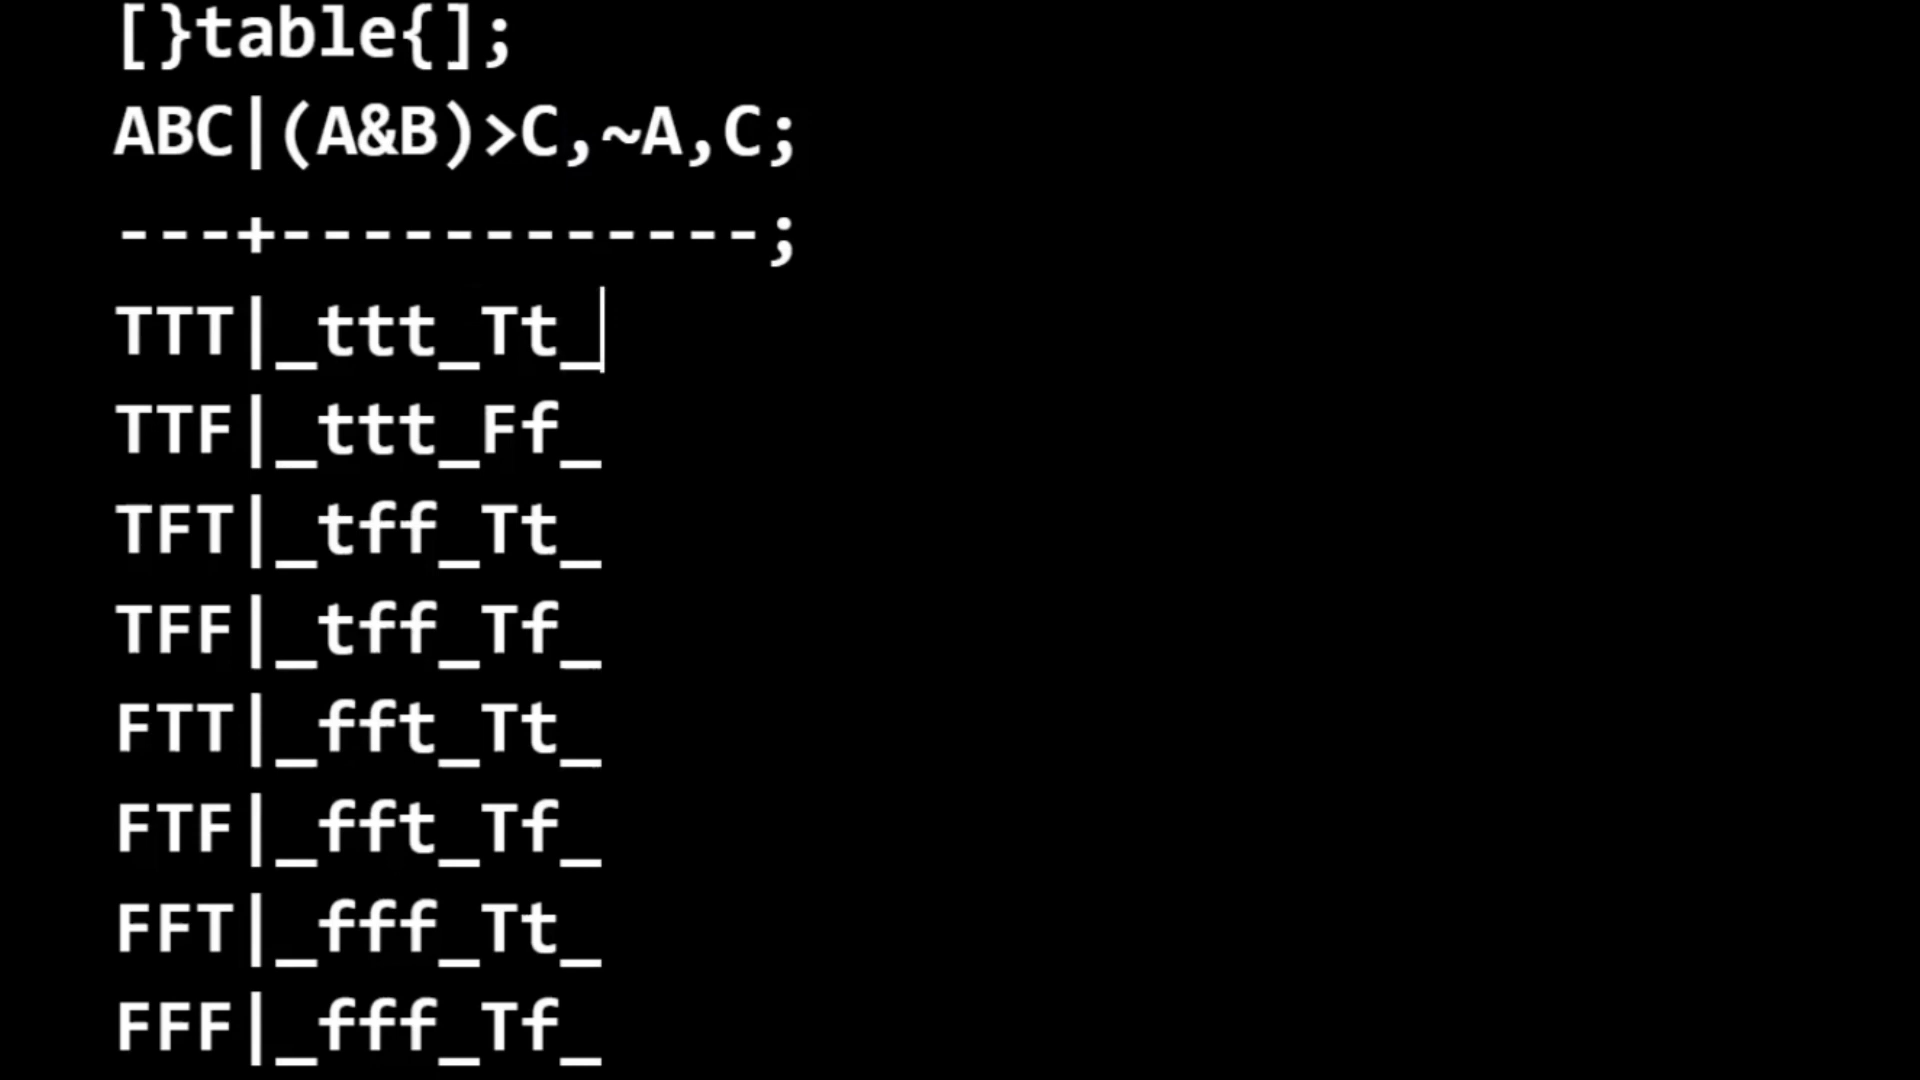 [}table{];
ABC|(A&B)>C,~A,C;
---+------------;
TTT|_ttt_Tt_
TTF|_ttt_Ff_
TFT|_tff_Tt_
TFF|_tff_Tf_
FTT|_fft_Tt_
FTF|_fft_Tf_
FFT|_fff_Tt_
FFF|_fff_Tf_